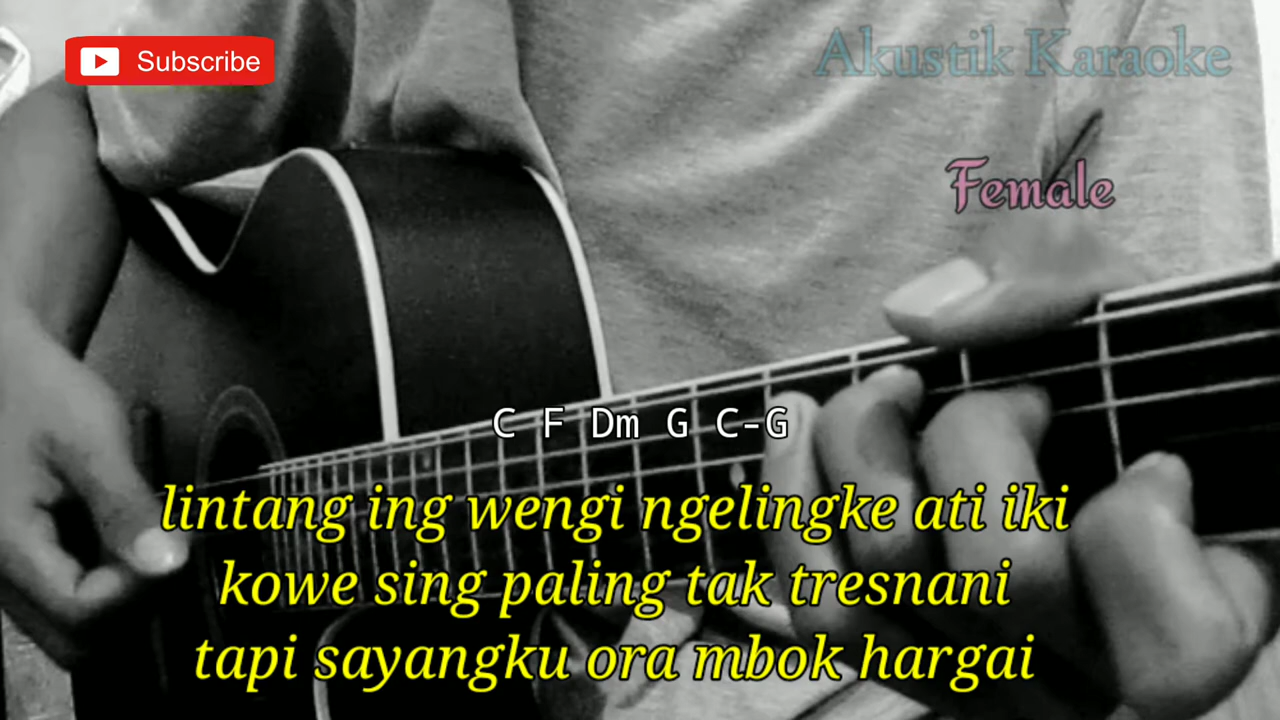 Subscribe
Akustik Karaoke
Female
C F Dm G C-G
lintang ing wengi ngelingke ati iki
kowe sing paling tak tresnani
tapi sayangku ora mbok hargai